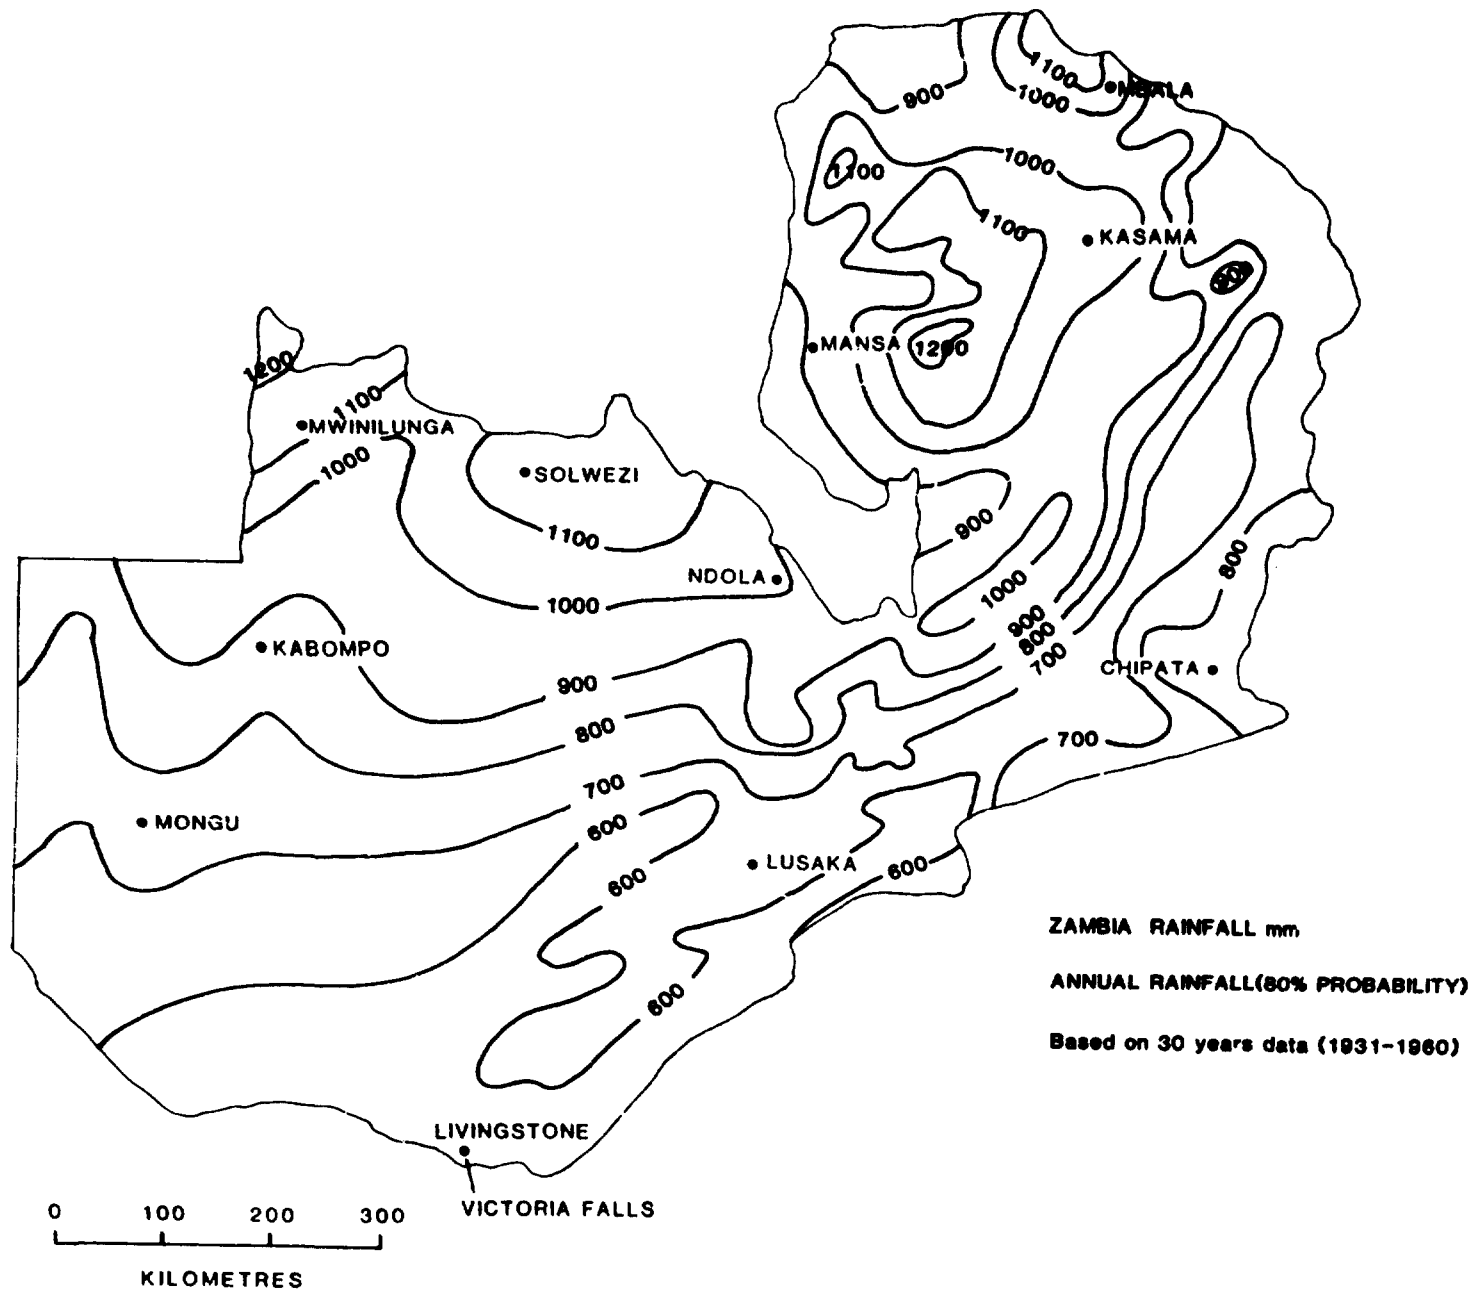 1100
MBALA
900
1000
1000
1100
1100
KASAMA
900
MANSA
1200
1200
1100
MWINILUNGA
1000
SOLWEZI
900
1100
800
NDOLA
1000
1000
900
800
700
KABOMPO
CHIPATA
900
800
700
700
MONGU
600
LUSAKA
600
600
600
ZAMBIA RAINFALL mm
ANNUAL RAINFALL(80% PROBABILITY)
Based on 30 years data (1931-1960)
LIVINGSTONE
VICTORIA FALLS
0 100 200 300
KILOMETRES